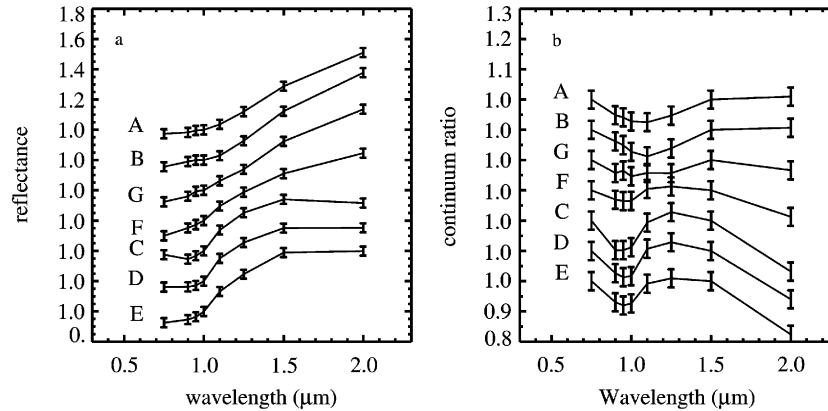 1.8
1.6
1.4
1.2
1.0
1.0
1.0
1.0
1.0
1.0
1.0
0.
a
A
B
G
F
C
D
E
reflectance
0.5
1.0
1.5
2.0
wavelength (μm)
1.3
1.2
1.1
1.0
1.0
1.0
1.0
1.0
1.0
1.0
0.9
0.8
b
A
B
G
F
C
D
E
continuum ratio
0.5
1.0
1.5
2.0
Wavelength (μm)